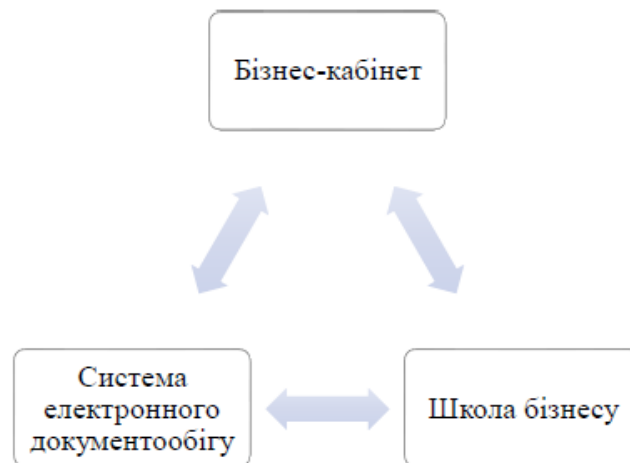 Бізнес-кабінет
Система
електронного
документообігу
Школа бізнесу